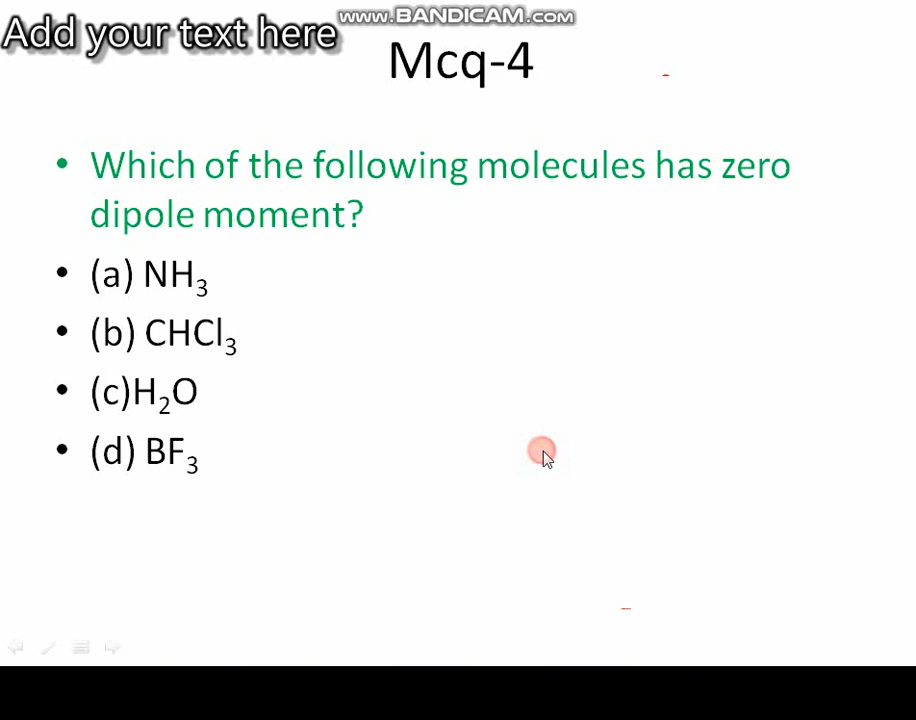 www.BANDICAM.com
Add your text here
Mcq-4
• Which of the following molecules has zero
dipole moment?
• (a) NH₃
• (b) CHCl₃
• (c)H₂O
• (d) BF₃